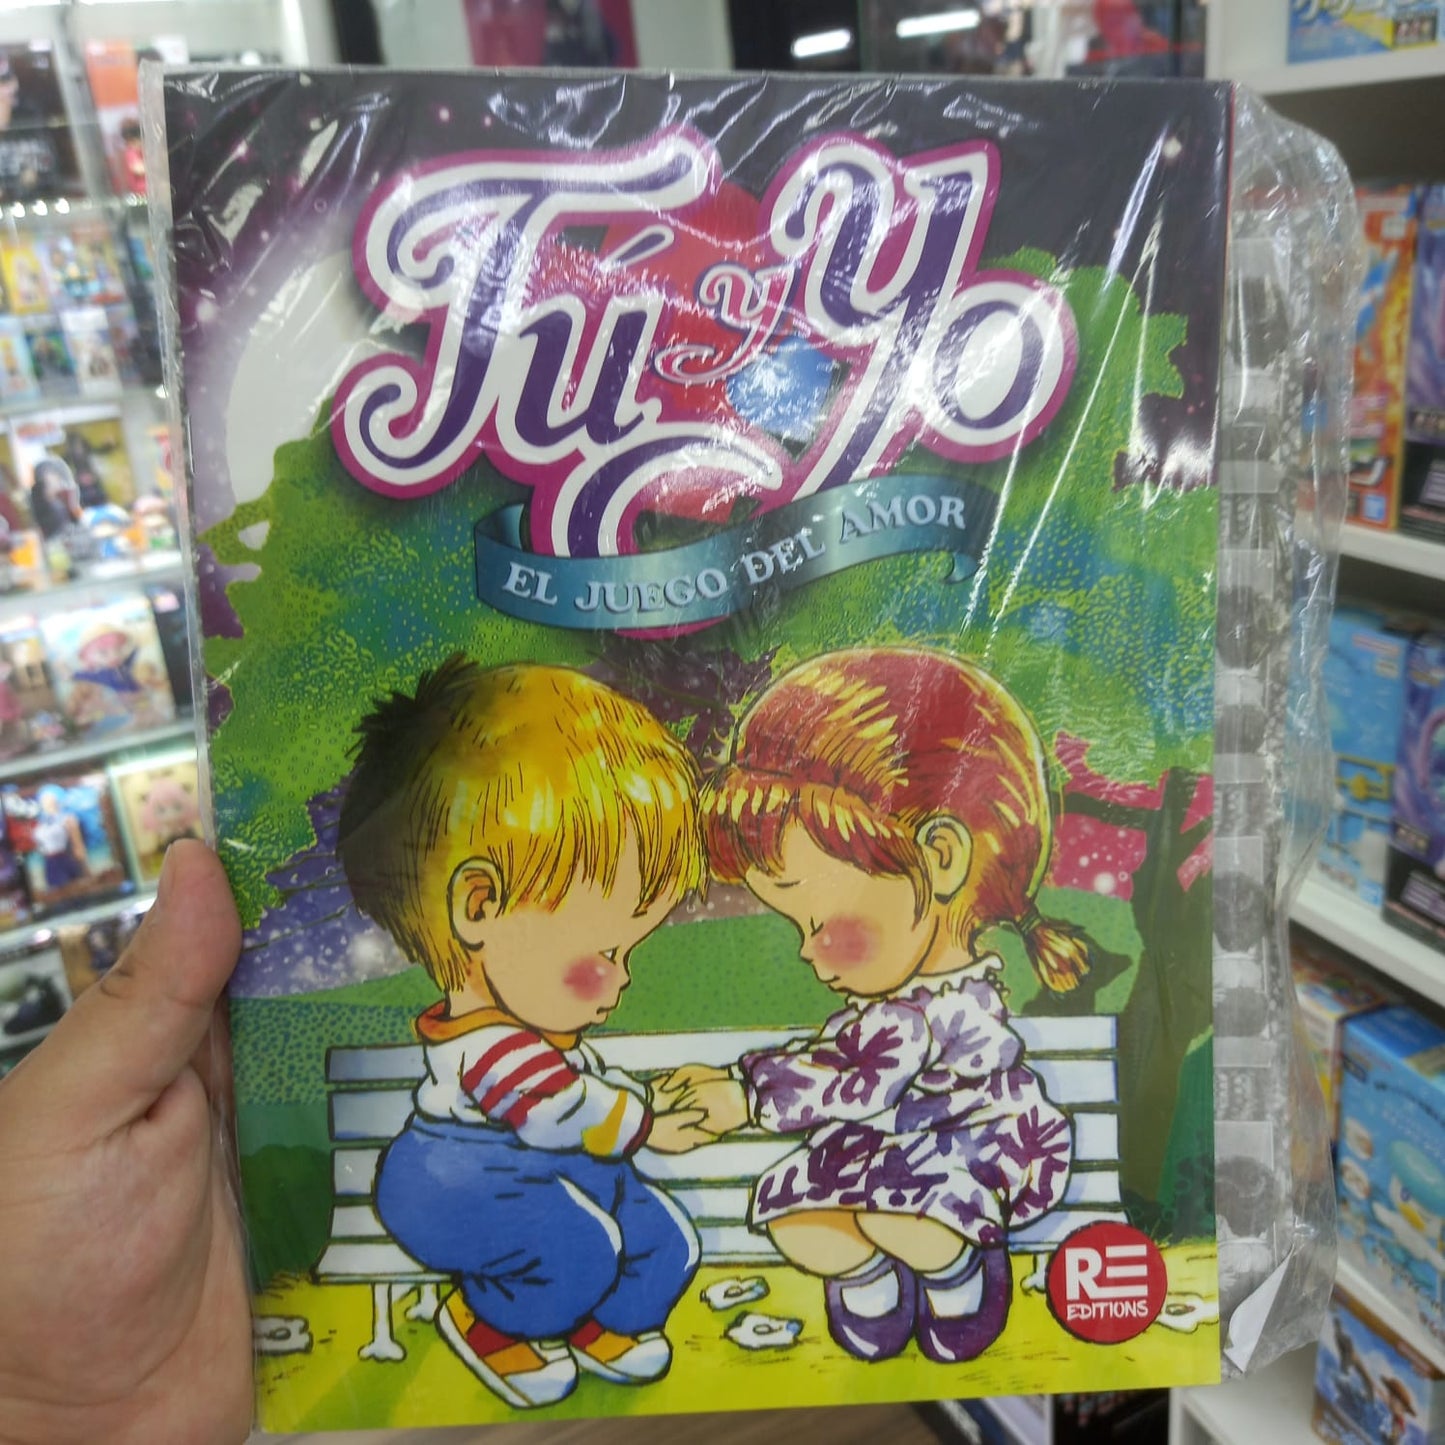 Tú y Yo
EL JUEGO DEL AMOR
RE
EDITIONS